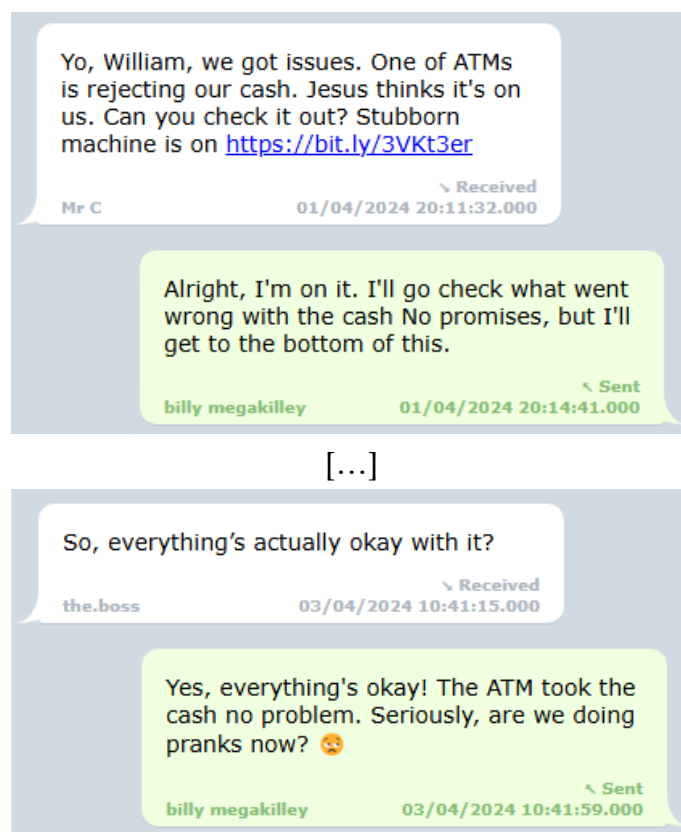 Yo, William, we got issues. One of ATMs
is rejecting our cash. Jesus thinks it's on
us. Can you check it out? Stubborn
machine is on https://bit.ly/3VKt3er
↘ Received
Mr C 01/04/2024 20:11:32.000
Alright, I'm on it. I'll go check what went
wrong with the cash No promises, but I'll
get to the bottom of this.
↖ Sent
billy megakilley 01/04/2024 20:14:41.000
[…]
So, everything’s actually okay with it?
↘ Received
the.boss 03/04/2024 10:41:15.000
Yes, everything's okay! The ATM took the
cash no problem. Seriously, are we doing
pranks now? 😟
↖ Sent
billy megakilley 03/04/2024 10:41:59.000